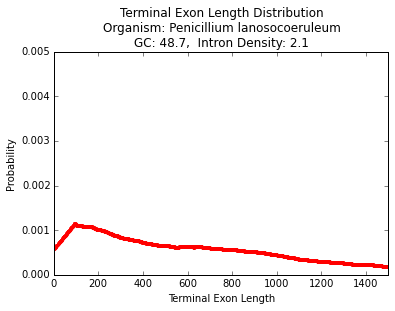 Terminal Exon Length Distribution
Organism: Penicillium lanosocoeruleum
GC: 48.7,  Intron Density: 2.1
0.005
0.004
0.003
0.002
0.001
0.000
Probability
0 200 400 600 800 1000 1200 1400
Terminal Exon Length